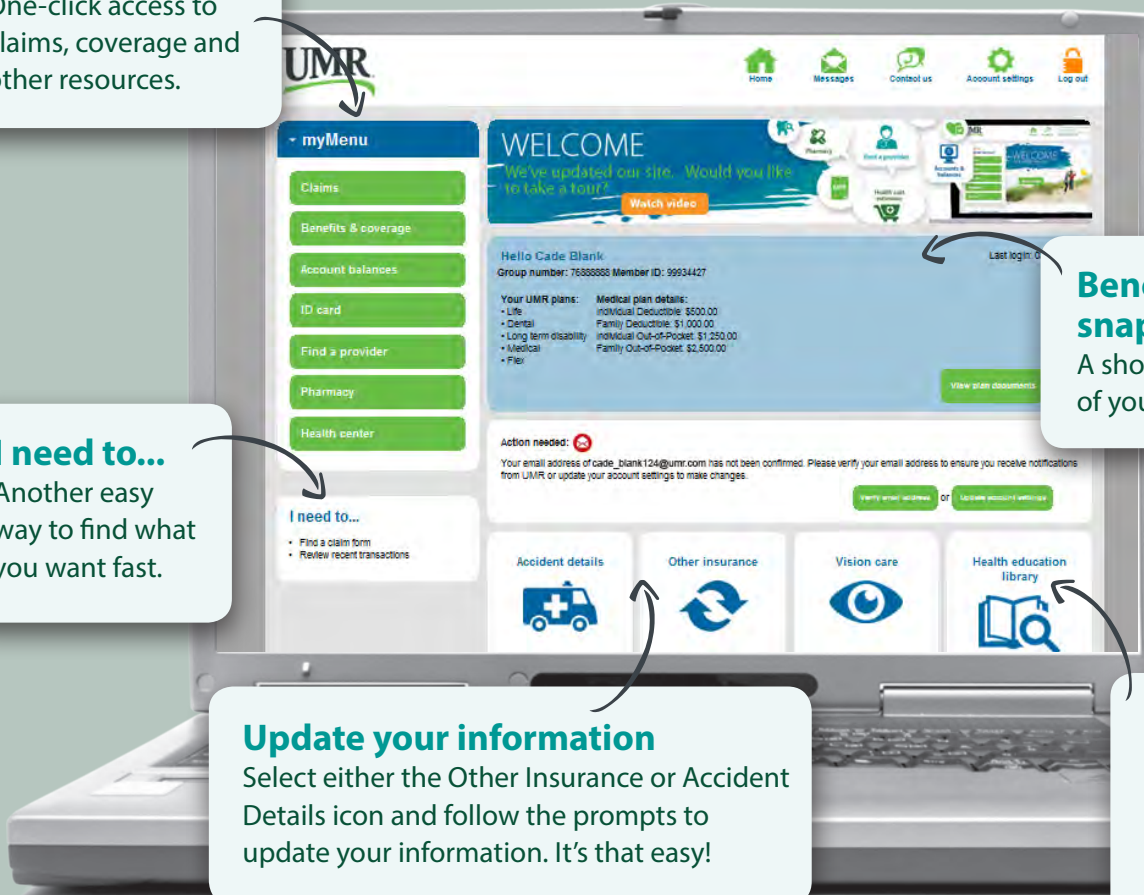 One-click access to
claims, coverage and
other resources.
UMR
Home
Messages
Contact us
Account settings
Log out
myMenu
Claims
Benefits & coverage
Account balances
ID card
Find a provider
Pharmacy
Health center
WELCOME
We've updated our site. Would you like
to take a tour?
Watch video
Pharmacy
Find a provider
Health cost
Accounts &
balances
UMR
WELCOME
Hello Cade Blank
Last login: 0
Group number: 76888888 Member ID: 99934427
Your UMR plans:
• Life
• Dental
• Long term disability
• Medical
• Flex
Medical plan details:
Individual Deductible: $500.00
Family Deductible: $1,000.00
Individual Out-of-Pocket: $1,250.00
Family Out-of-Pocket: $2,500.00
View plan documents
Bene
snap
A sho
of you
Action needed:
Your email address of cade_blank124@umr.com has not been confirmed. Please verify your email address to ensure you receive notifications
from UMR or update your account settings to make changes.
Verify email address or Update account settings
I need to...
Another easy
way to find what
you want fast.
I need to...
• Find a claim form
• Review recent transactions
Accident details
Other insurance
Vision care
Health education
library
Update your information
Select either the Other Insurance or Accident
Details icon and follow the prompts to
update your information. It's that easy!